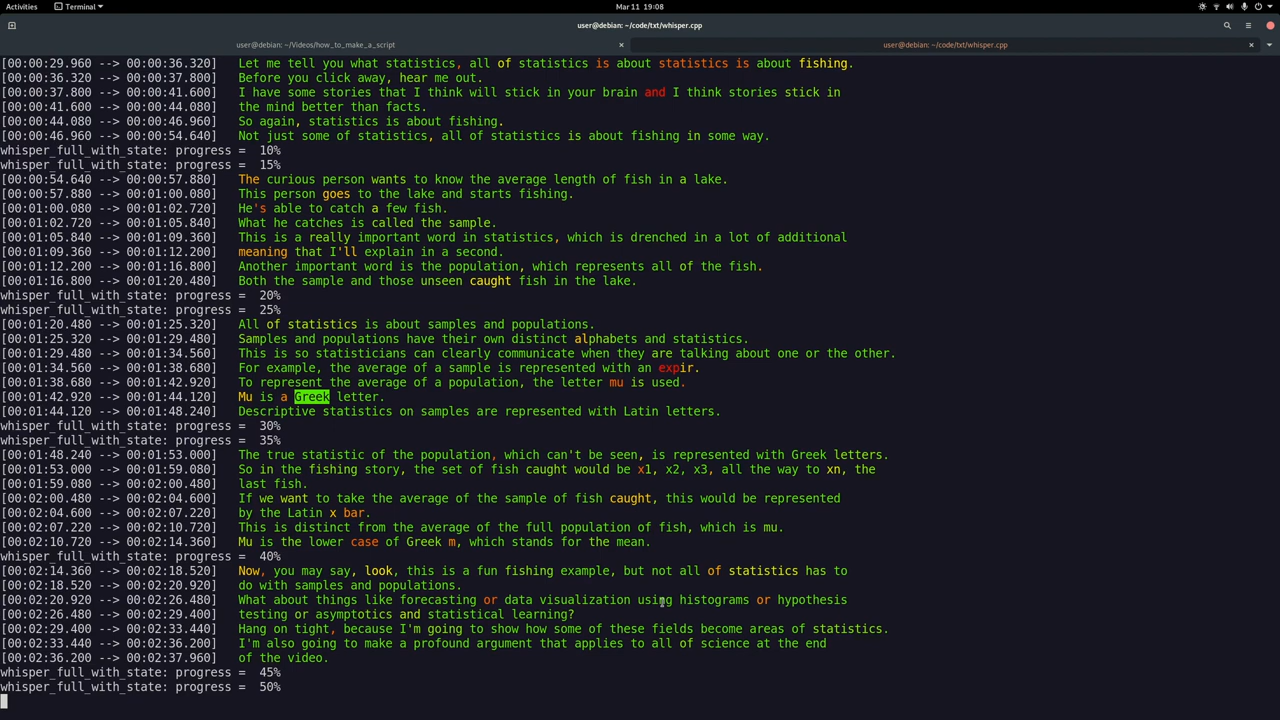 Activities Terminal Mar 11 19:08
user@debian: ~/code/txt/whisper.cpp
user@debian: ~/Videos/how_to_make_a_script × user@debian: ~/code/txt/whisper.cpp ×
[00:00:29.960 --> 00:00:36.320] Let me tell you what statistics, all of statistics is about statistics is about fishing.
[00:00:36.320 --> 00:00:37.800] Before you click away, hear me out.
[00:00:37.800 --> 00:00:41.600] I have some stories that I think will stick in your brain and I think stories stick in
[00:00:41.600 --> 00:00:44.080] the mind better than facts.
[00:00:44.080 --> 00:00:46.960] So again, statistics is about fishing.
[00:00:46.960 --> 00:00:54.640] Not just some of statistics, all of statistics is about fishing in some way.
whisper_full_with_state: progress = 10%
whisper_full_with_state: progress = 15%
[00:00:54.640 --> 00:00:57.880] The curious person wants to know the average length of fish in a lake.
[00:00:57.880 --> 00:01:00.080] This person goes to the lake and starts fishing.
[00:01:00.080 --> 00:01:02.720] He's able to catch a few fish.
[00:01:02.720 --> 00:01:05.840] What he catches is called the sample.
[00:01:05.840 --> 00:01:09.360] This is a really important word in statistics, which is drenched in a lot of additional
[00:01:09.360 --> 00:01:12.200] meaning that I'll explain in a second.
[00:01:12.200 --> 00:01:16.800] Another important word is the population, which represents all of the fish.
[00:01:16.800 --> 00:01:20.480] Both the sample and those unseen caught fish in the lake.
whisper_full_with_state: progress = 20%
whisper_full_with_state: progress = 25%
[00:01:20.480 --> 00:01:25.320] All of statistics is about samples and populations.
[00:01:25.320 --> 00:01:29.480] Samples and populations have their own distinct alphabets and statistics.
[00:01:29.480 --> 00:01:34.560] This is so statisticians can clearly communicate when they are talking about one or the other.
[00:01:34.560 --> 00:01:38.680] For example, the average of a sample is represented with an expir.
[00:01:38.680 --> 00:01:42.920] To represent the average of a population, the letter mu is used.
[00:01:42.920 --> 00:01:44.120] Mu is a Greek letter.
[00:01:44.120 --> 00:01:48.240] Descriptive statistics on samples are represented with Latin letters.
whisper_full_with_state: progress = 30%
whisper_full_with_state: progress = 35%
[00:01:48.240 --> 00:01:53.000] The true statistic of the population, which can't be seen, is represented with Greek letters.
[00:01:53.000 --> 00:01:59.080] So in the fishing story, the set of fish caught would be x1, x2, x3, all the way to xn, the
[00:01:59.080 --> 00:02:00.480] last fish.
[00:02:00.480 --> 00:02:04.600] If we want to take the average of the sample of fish caught, this would be represented
[00:02:04.600 --> 00:02:07.220] by the Latin x bar.
[00:02:07.220 --> 00:02:10.720] This is distinct from the average of the full population of fish, which is mu.
[00:02:10.720 --> 00:02:14.360] Mu is the lower case of Greek m, which stands for the mean.
whisper_full_with_state: progress = 40%
[00:02:14.360 --> 00:02:18.520] Now, you may say, look, this is a fun fishing example, but not all of statistics has to
[00:02:18.520 --> 00:02:20.920] do with samples and populations.
[00:02:20.920 --> 00:02:26.480] What about things like forecasting or data visualization using histograms or hypothesis
[00:02:26.480 --> 00:02:29.400] testing or asymptotics and statistical learning?
[00:02:29.400 --> 00:02:33.440] Hang on tight, because I'm going to show how some of these fields become areas of statistics.
[00:02:33.440 --> 00:02:36.200] I'm also going to make a profound argument that applies to all of science at the end
[00:02:36.200 --> 00:02:37.960] of the video.
whisper_full_with_state: progress = 45%
whisper_full_with_state: progress = 50%